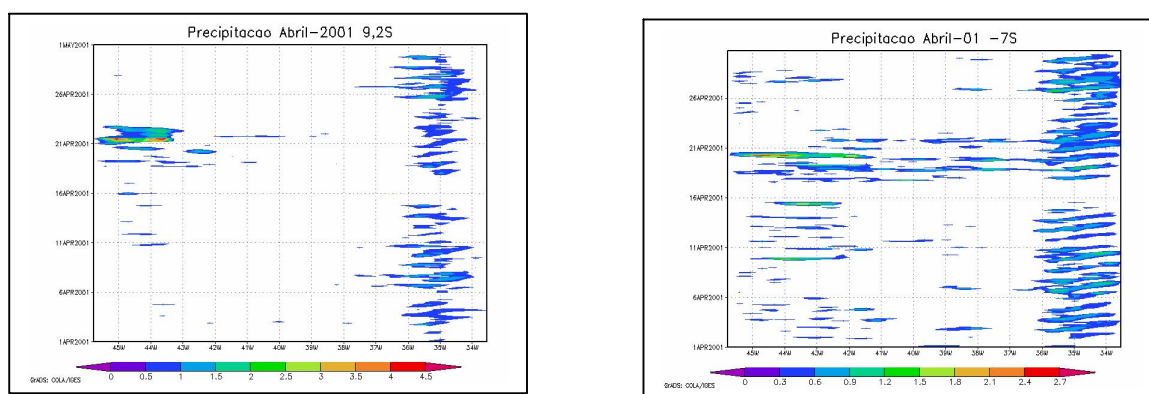 Precipitacao Abril-2001 9,2S
1MAY2001
26APR2001
21APR2001
16APR2001
11APR2001
6APR2001
1APR2001
45W 44W 43W 42W 41W 40W 39W 38W 37W 36W 35W 34W
0 0.5 1 1.5 2 2.5 3 3.5 4 4.5
GrADS: COLA/IGES
Precipitacao Abril-01 -7S
26APR2001
21APR2001
16APR2001
11APR2001
6APR2001
1APR2001
45W 44W 43W 42W 41W 40W 39W 38W 37W 36W 35W 34W
0 0.3 0.6 0.9 1.2 1.5 1.8 2.1 2.4 2.7
GrADS: COLA/IGES